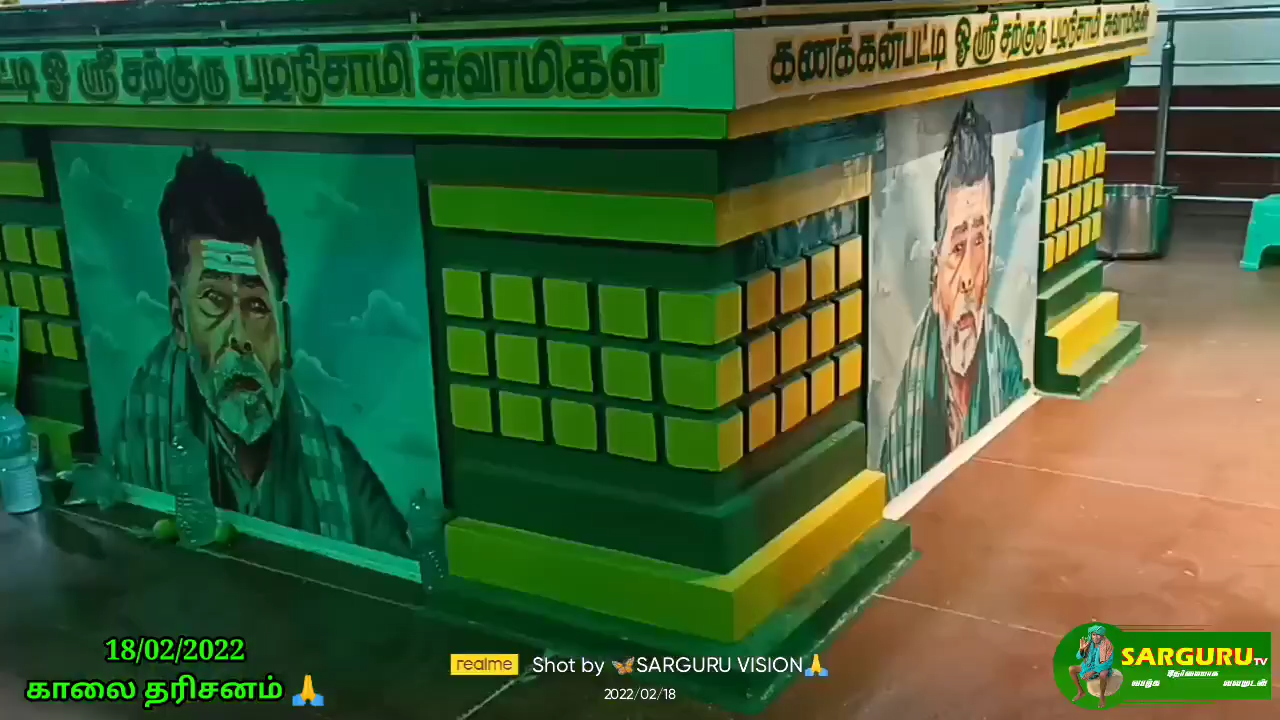 ட்டி ஓ ஸ்ரீ சற்குரு பழநிசாமி சுவாமிகள்
கணக்கன்பட்டி ஓ ஸ்ரீ சற்குரு பழநிசாமி சுவாமிகள்
18/02/2022
காலை தரிசனம் 🙏
realme Shot by 🦋SARGURU VISION🙏
2022/02/18
SARGURU TV